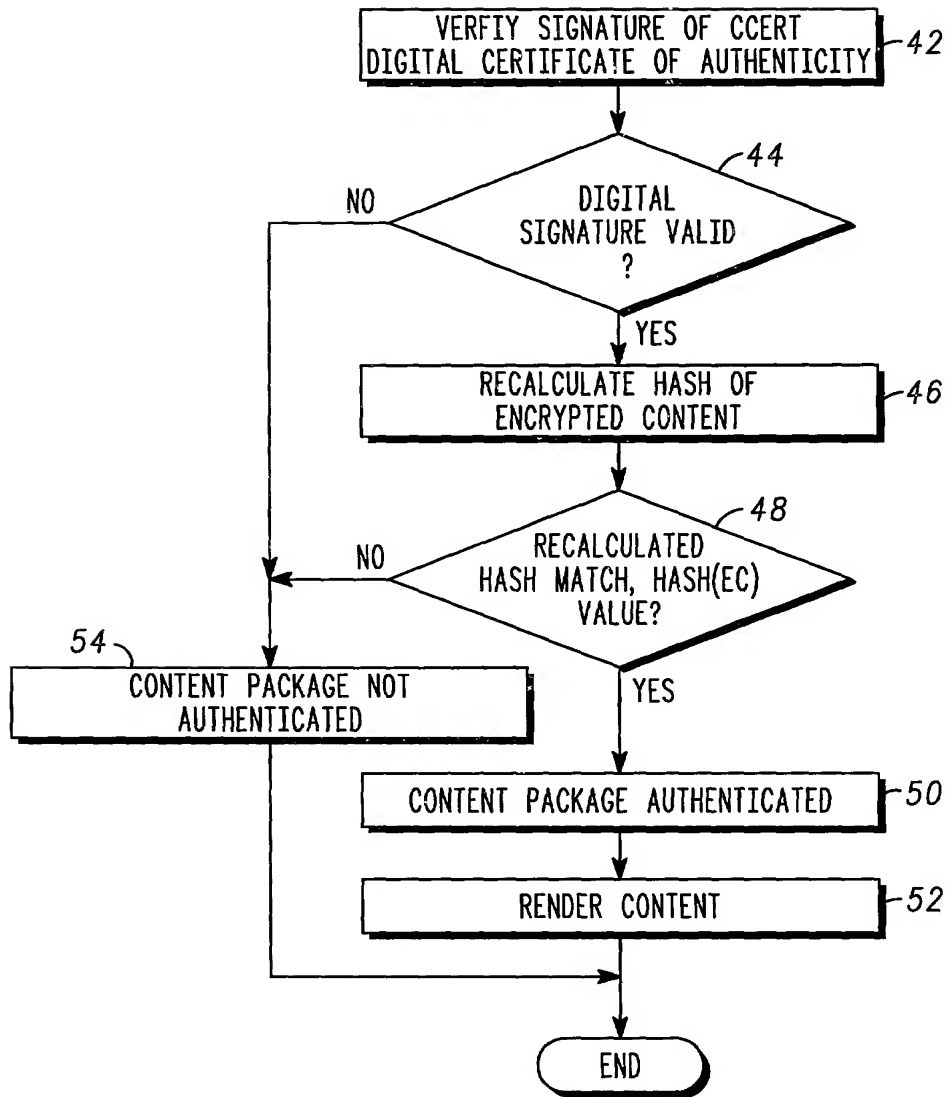 VERFIY SIGNATURE OF CCERT
DIGITAL CERTIFICATE OF AUTHENTICITY
42
44
NO
DIGITAL
SIGNATURE VALID
?
YES
RECALCULATE HASH OF
ENCRYPTED CONTENT
46
48
NO
RECALCULATED
HASH MATCH, HASH(EC)
VALUE?
54
CONTENT PACKAGE NOT
AUTHENTICATED
YES
CONTENT PACKAGE AUTHENTICATED
50
RENDER CONTENT
52
END